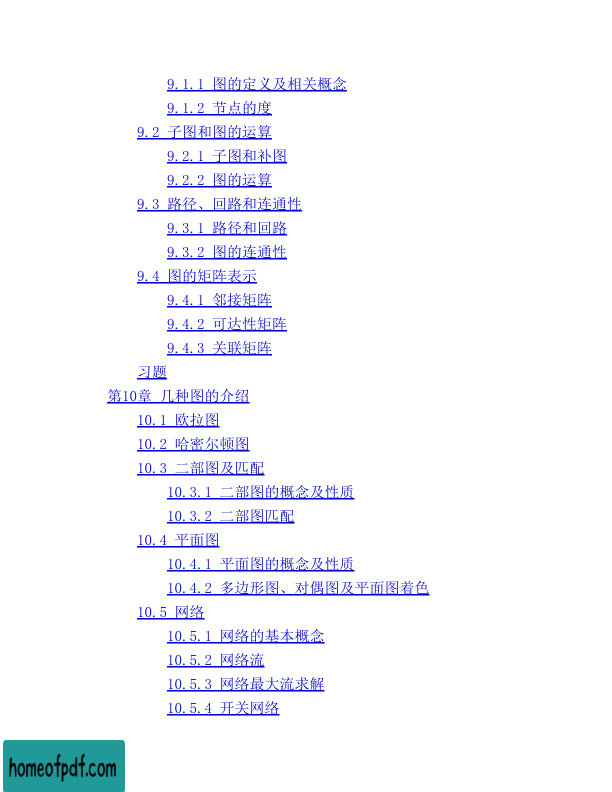 9.1.1 图的定义及相关概念
9.1.2 节点的度
9.2 子图和图的运算
9.2.1 子图和补图
9.2.2 图的运算
9.3 路径、回路和连通性
9.3.1 路径和回路
9.3.2 图的连通性
9.4 图的矩阵表示
9.4.1 邻接矩阵
9.4.2 可达性矩阵
9.4.3 关联矩阵
习题
第10章 几种图的介绍
10.1 欧拉图
10.2 哈密尔顿图
10.3 二部图及匹配
10.3.1 二部图的概念及性质
10.3.2 二部图匹配
10.4 平面图
10.4.1 平面图的概念及性质
10.4.2 多边形图、对偶图及平面图着色
10.5 网络
10.5.1 网络的基本概念
10.5.2 网络流
10.5.3 网络最大流求解
10.5.4 开关网络
homeofpdf.com